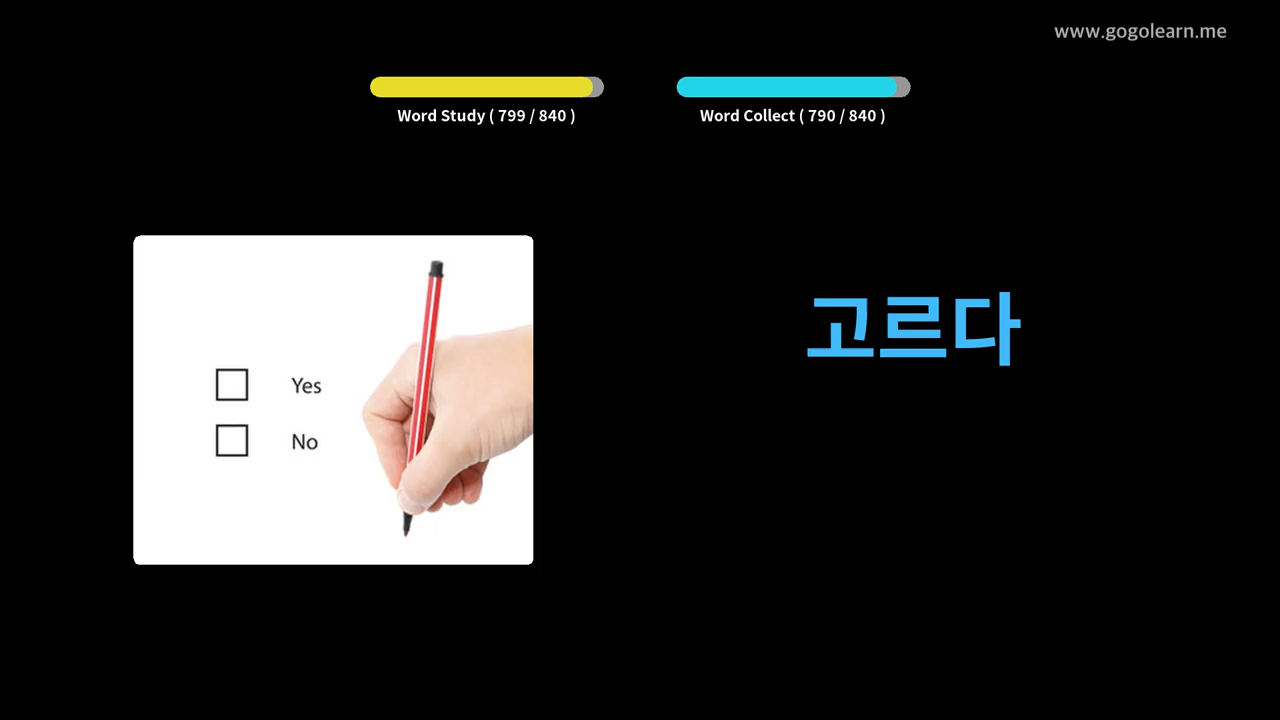 www.gogolearn.me
Word Study ( 799 / 840 )
Word Collect ( 790 / 840 )
Yes
No
고르다